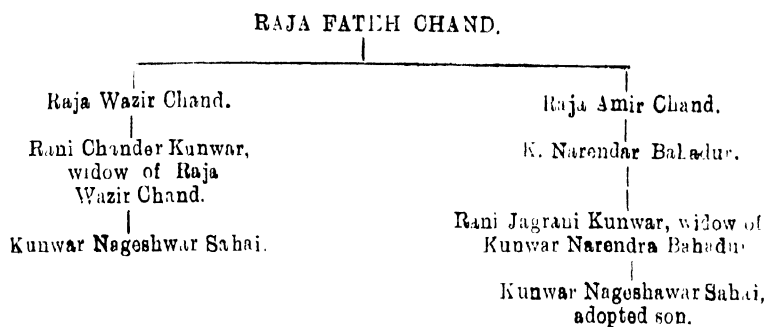 RAJA FATEH CHAND.
Raja Wazir Chand.
Raja Amir Chand.
Rani Chander Kunwar,
widow of Raja
Wazir Chand.
K. Narendar Bahadur.
Kunwar Nageshwar Sahai.
Rani Jagrani Kunwar, widow of
Kunwar Narendra Bahadur
Kunwar Nageshawar Sahai,
adopted son.